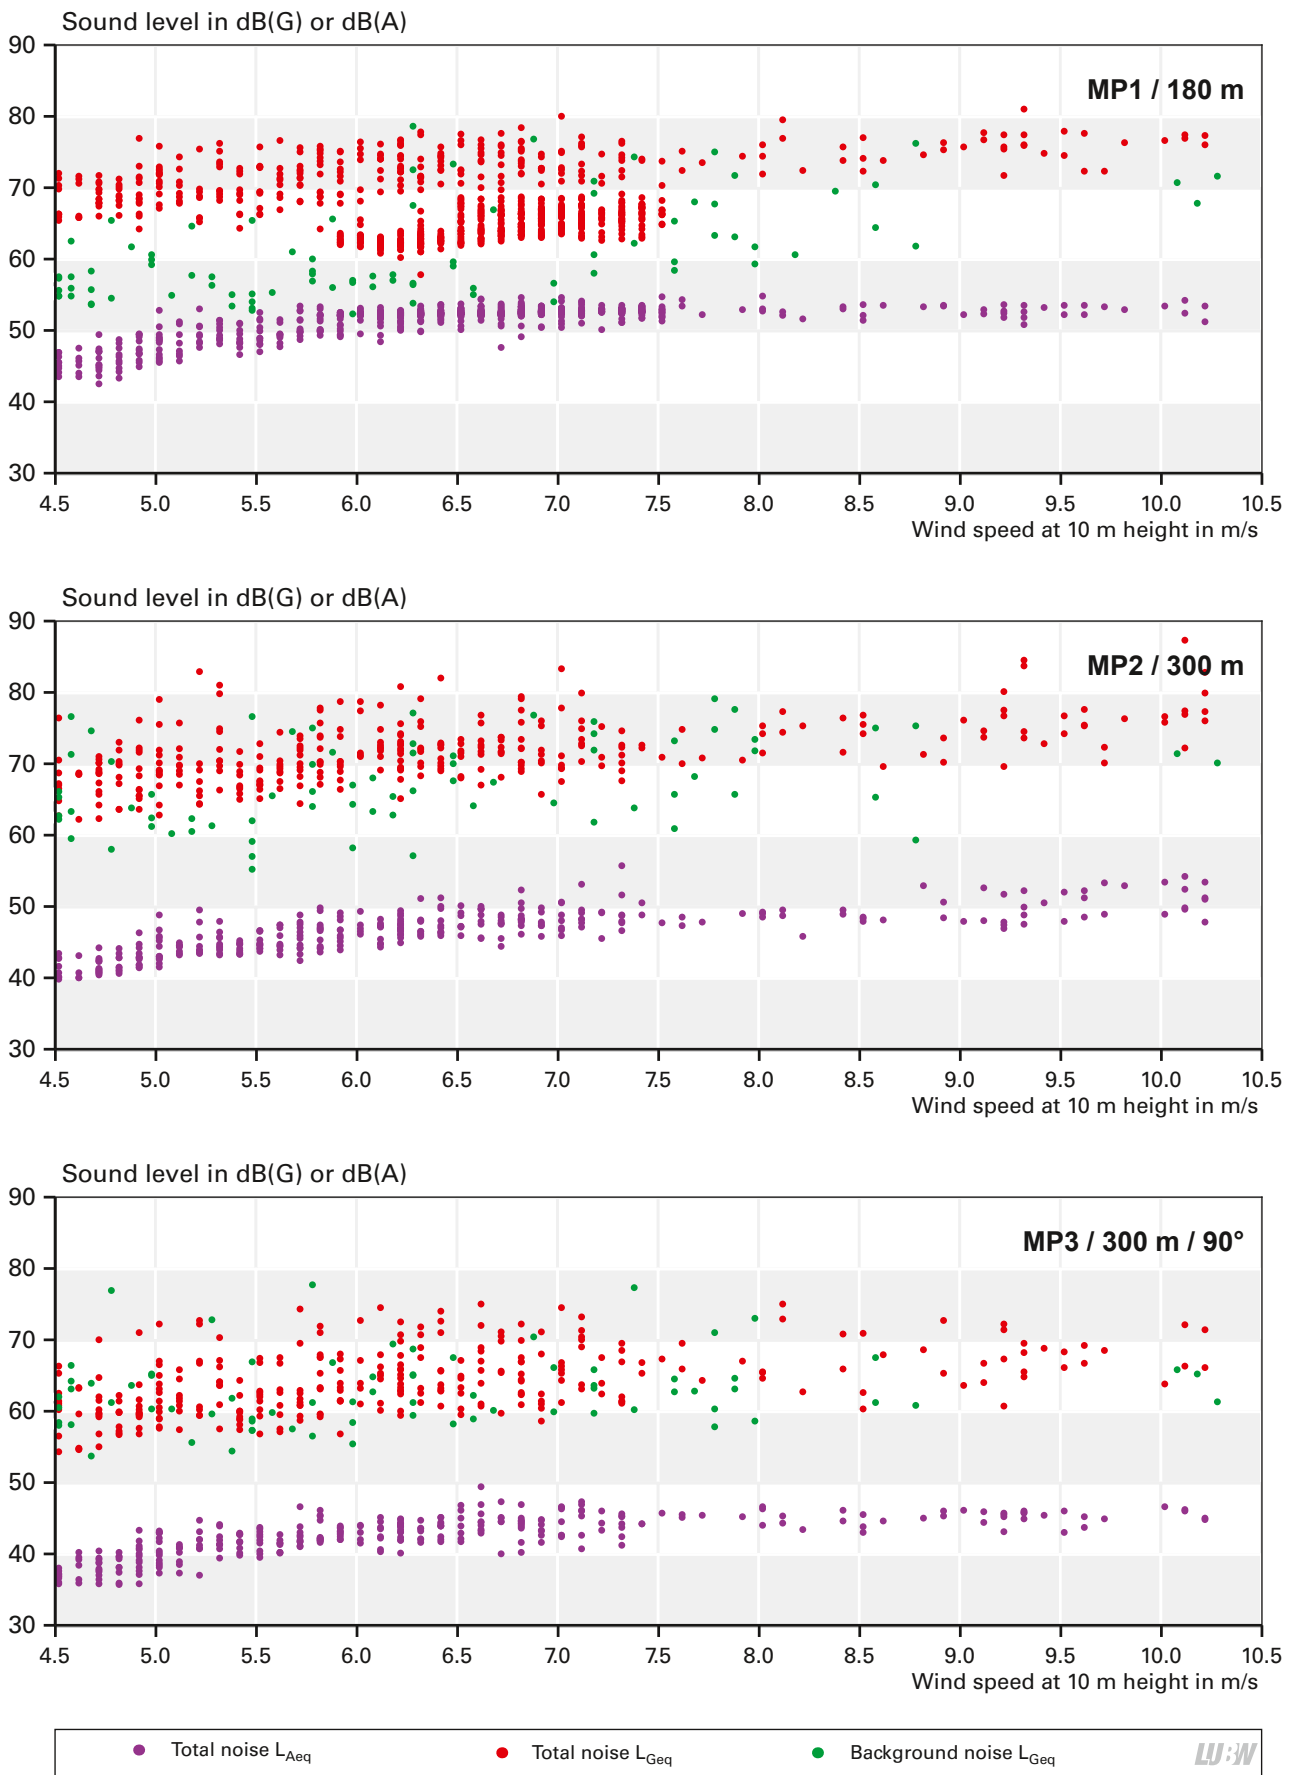 Sound level in dB(G) or dB(A)
90
MP1 / 180 m
80
70
60
50
40
30
4.5 5.0 5.5 6.0 6.5 7.0 7.5 8.0 8.5 9.0 9.5 10.0 10.5
Wind speed at 10 m height in m/s
Sound level in dB(G) or dB(A)
90
MP2 / 300 m
80
70
60
50
40
30
4.5 5.0 5.5 6.0 6.5 7.0 7.5 8.0 8.5 9.0 9.5 10.0 10.5
Wind speed at 10 m height in m/s
Sound level in dB(G) or dB(A)
90
MP3 / 300 m / 90°
80
70
60
50
40
30
4.5 5.0 5.5 6.0 6.5 7.0 7.5 8.0 8.5 9.0 9.5 10.0 10.5
Wind speed at 10 m height in m/s
Total noise LAeq Total noise LGeq Background noise LGeq LUBW